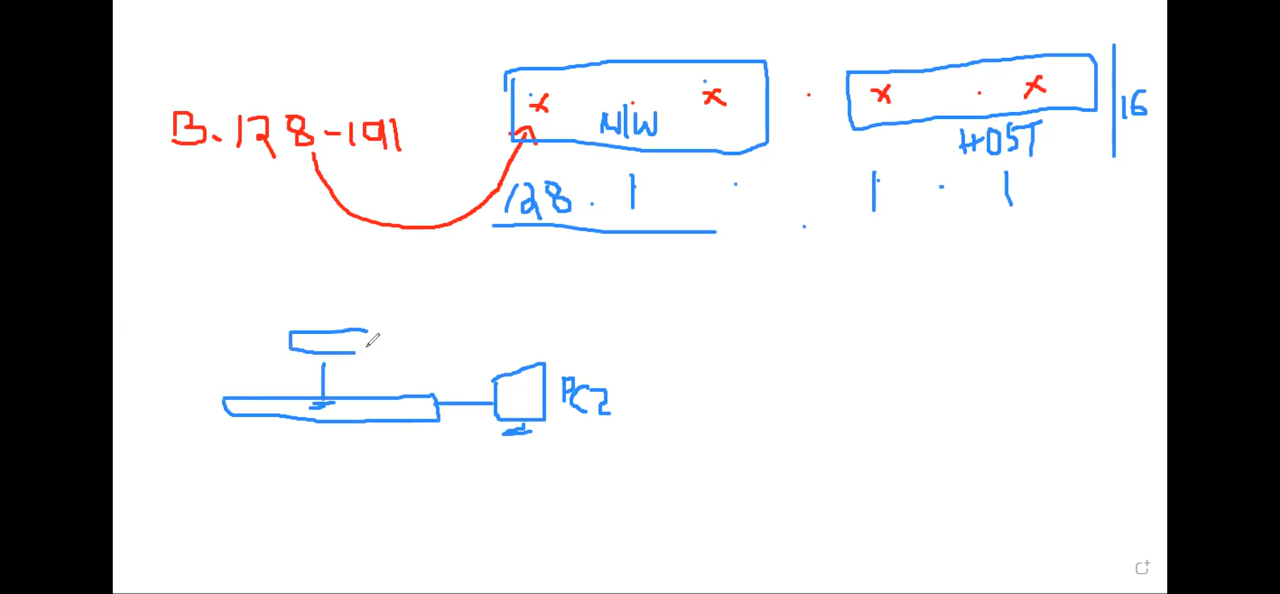 x . x . x . x
16
B. 128-191 N/W HOST
128 . 1 . 1 . 1
PC2